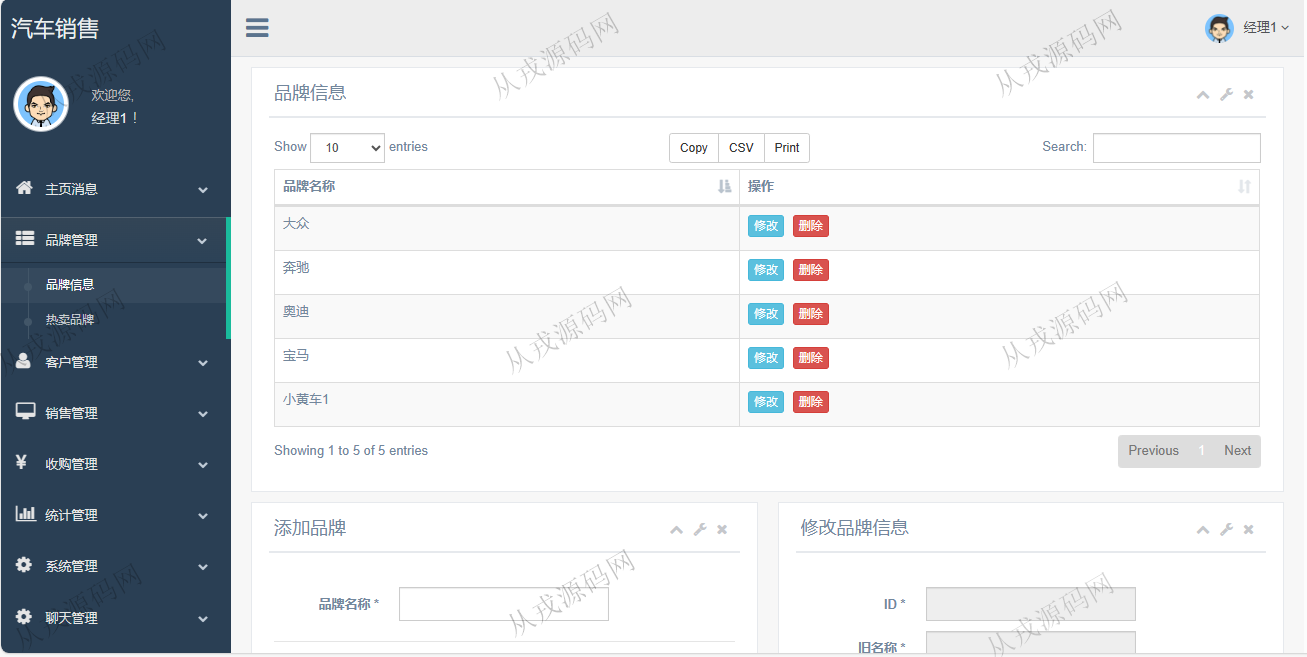 汽车销售
经理1
欢迎您,
经理1！
主页消息
品牌管理
品牌信息
热卖品牌
客户管理
销售管理
收购管理
统计管理
系统管理
聊天管理
品牌信息
Show 10 entries Copy CSV Print Search:
品牌名称 操作
大众 修改 删除
奔驰 修改 删除
奥迪 修改 删除
宝马 修改 删除
小黄车1 修改 删除
Showing 1 to 5 of 5 entries Previous 1 Next
添加品牌
品牌名称 *
修改品牌信息
ID *
旧名称 *
从戎源码网
从戎源码网
从戎源码网
从戎源码网
从戎源码网
从戎源码网
从戎源码网
从戎源码网
从戎源码网